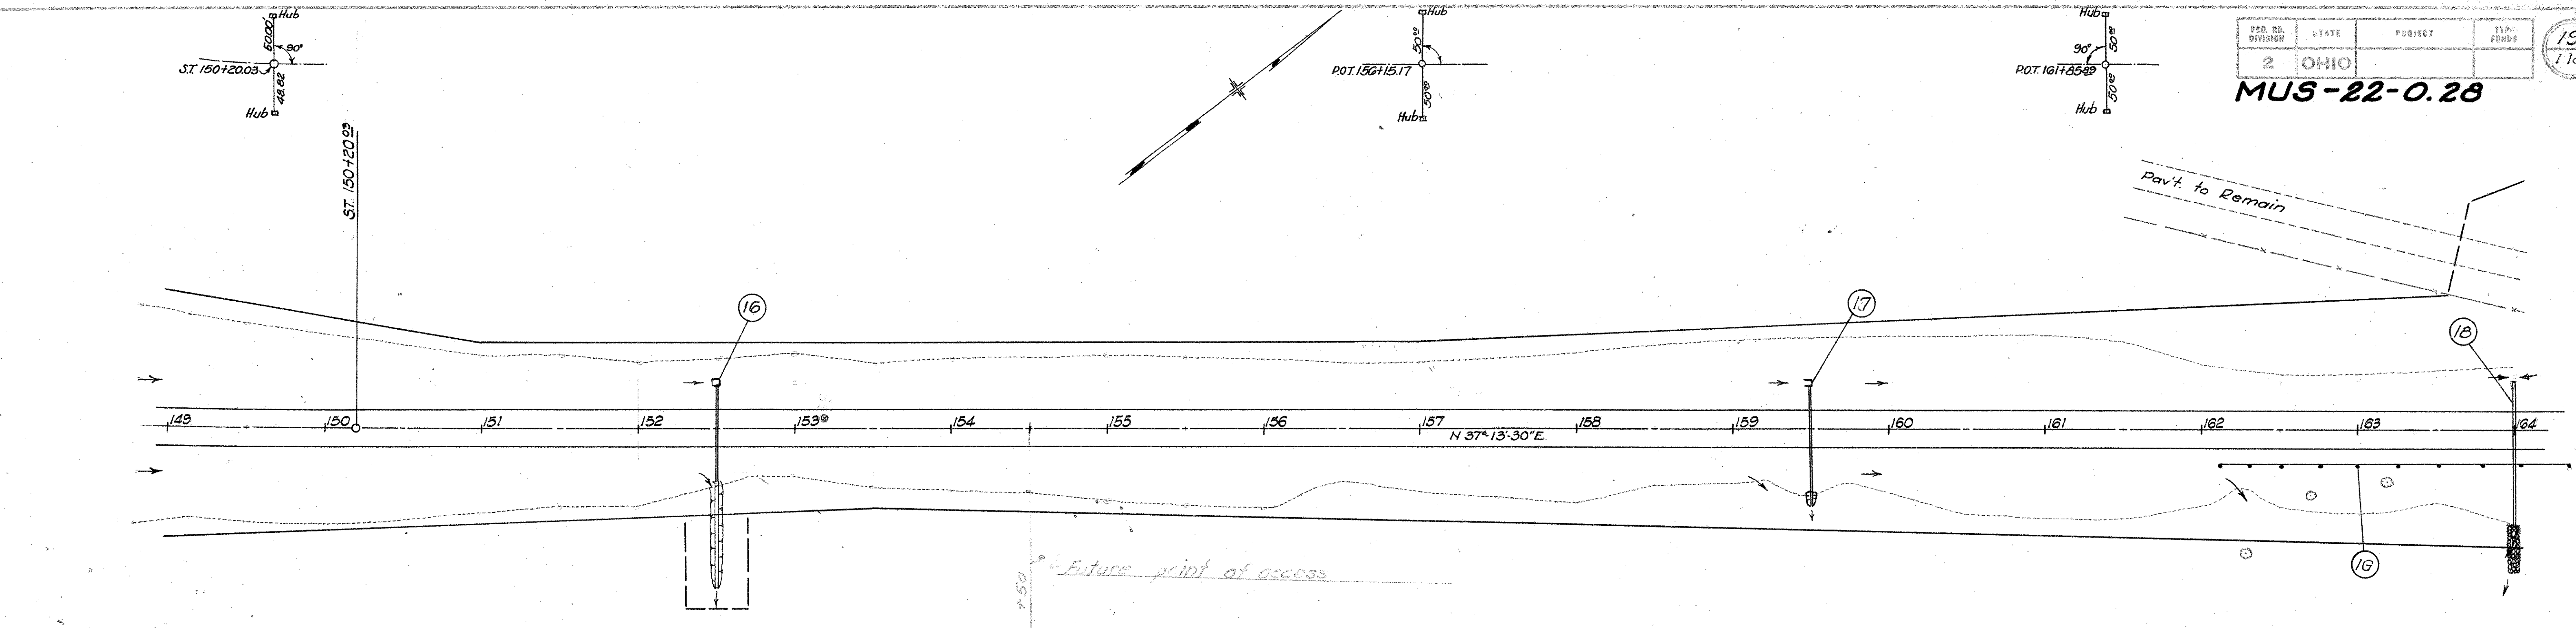 Hub
60.00'
90°
S.T. 150+20.03
48.82
Hub
Hub
50.00
P.O.T. 156+15.17
50.00
Hub
Hub
90°
50.00
P.O.T. 161+85.89
50.00
Hub
FED. RD. DIVISION
STATE
PROJECT
TYPE FUNDS
2
OHIO
MUS-22-0.28
S.T. 150+20.03
Pav't. to Remain
16
17
18
149
150
151
152
153
154
155
156
157
158
159
160
161
162
163
164
N 37°-13'-30"E
+50
Future point of access
1G